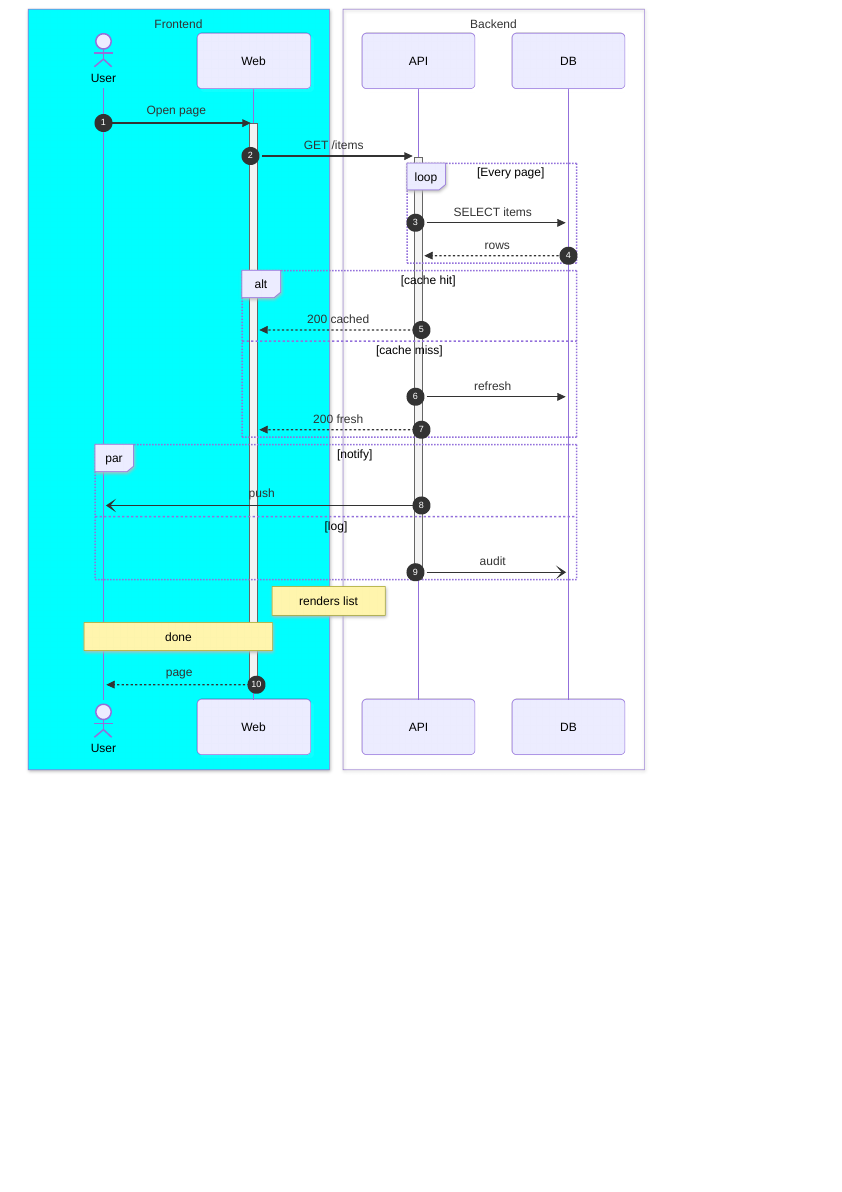 Frontend
Backend
User
Web
API
DB
Open page
1
GET /items
2
loop
[Every page]
SELECT items
3
rows
4
alt
[cache hit]
200 cached
5
[cache miss]
refresh
6
200 fresh
7
par
[notify]
push
8
[log]
audit
9
renders list
done
page
10
User
Web
API
DB